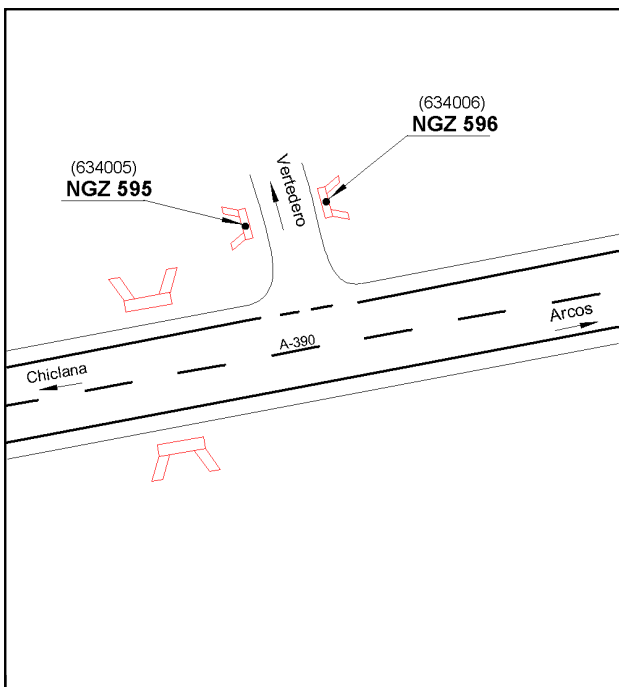 (634006)
NGZ 596
(634005)
NGZ 595
Vertedero
Arcos
A-390
Chiclana